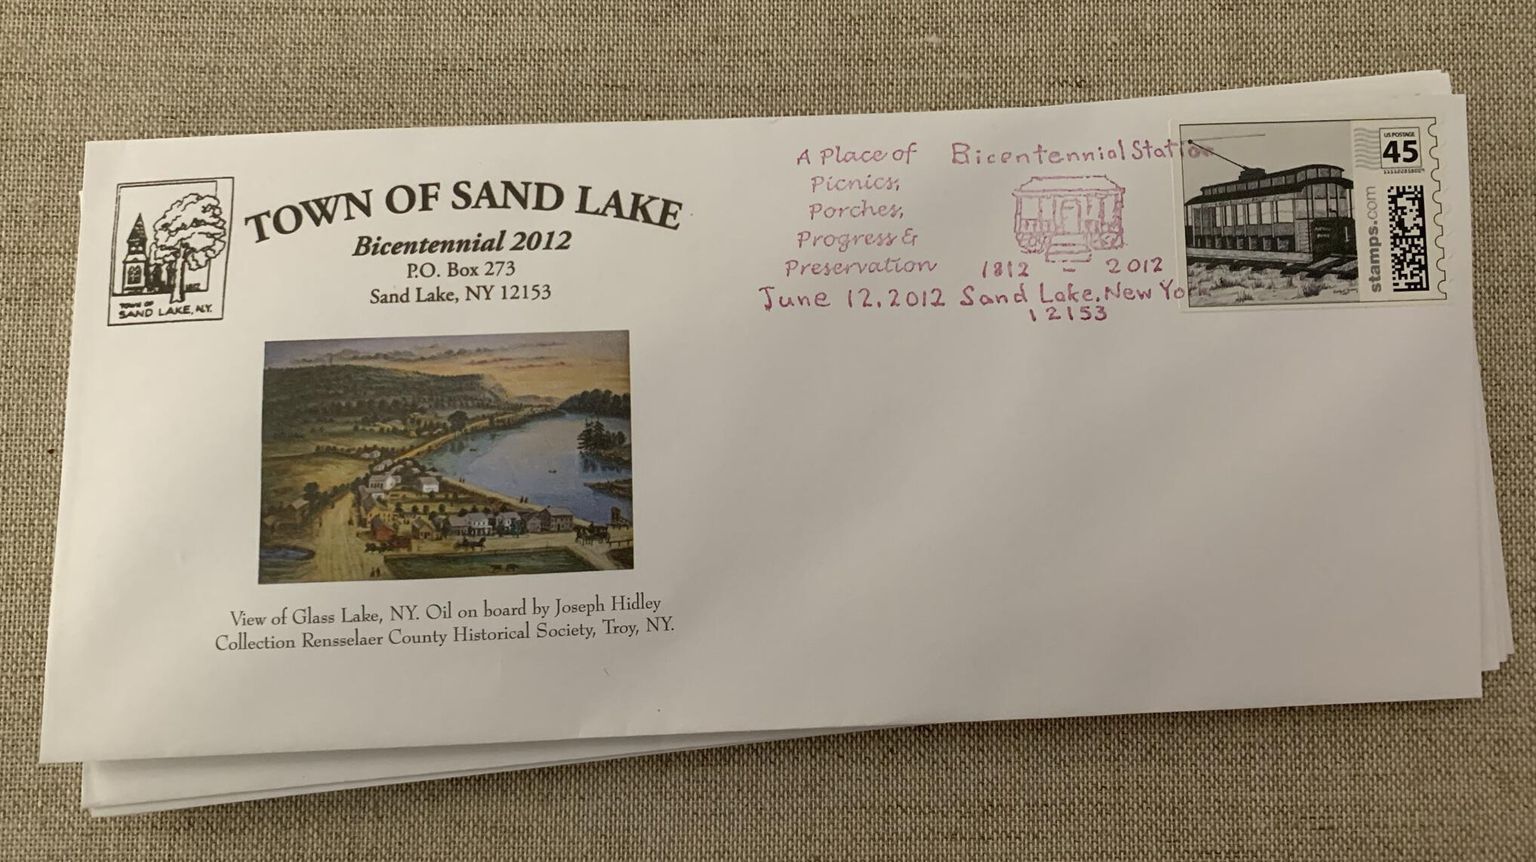 TOWN OF
SAND LAKE, N.Y.
TOWN OF SAND LAKE
Bicentennial 2012
P.O. Box 273
Sand Lake, NY 12153
View of Glass Lake, NY. Oil on board by Joseph Hidley
Collection Rensselaer County Historical Society, Troy, NY.
A Place of
Picnics,
Porches,
Progress &
Preservation
Bicentennial Station
1812 - 2012
June 12, 2012 Sand Lake, New York
12153
US POSTAGE
45
stamps.com